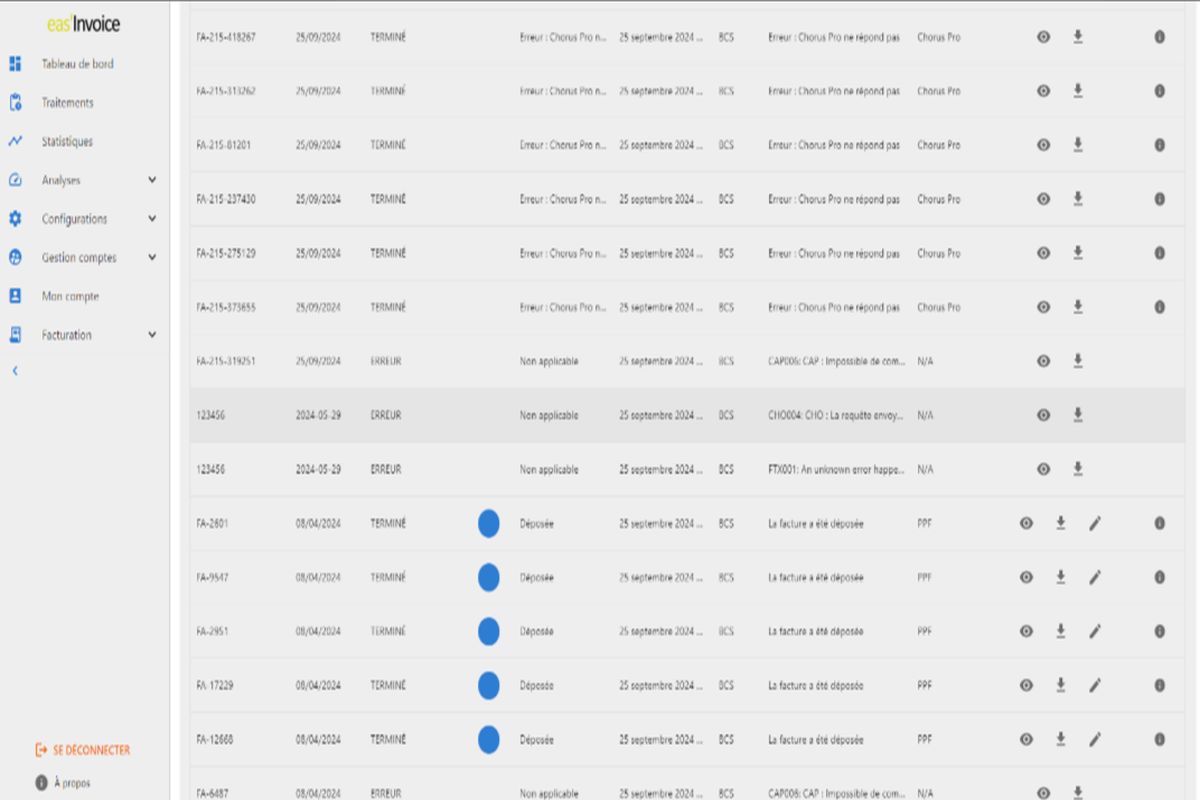 eas'Invoice
Tableau de bord
Traitements
Statistiques
Analyses
Configurations
Gestion comptes
Mon compte
Facturation
SE DÉCONNECTER
À propos
FA-215-418267 25/09/2024 TERMINÉ Erreur : Chorus Pro n... 25 septembre 2024 ... BCS Erreur : Chorus Pro ne répond pas Chorus Pro
FA-215-313262 25/09/2024 TERMINÉ Erreur : Chorus Pro n... 25 septembre 2024 ... BCS Erreur : Chorus Pro ne répond pas Chorus Pro
FA-215-81201 25/09/2024 TERMINÉ Erreur : Chorus Pro n... 25 septembre 2024 ... BCS Erreur : Chorus Pro ne répond pas Chorus Pro
FA-215-237430 25/09/2024 TERMINÉ Erreur : Chorus Pro n... 25 septembre 2024 ... BCS Erreur : Chorus Pro ne répond pas Chorus Pro
FA-215-275129 25/09/2024 TERMINÉ Erreur : Chorus Pro n... 25 septembre 2024 ... BCS Erreur : Chorus Pro ne répond pas Chorus Pro
FA-215-373655 25/09/2024 TERMINÉ Erreur : Chorus Pro n... 25 septembre 2024 ... BCS Erreur : Chorus Pro ne répond pas Chorus Pro
FA-215-319251 25/09/2024 ERREUR Non applicable 25 septembre 2024 ... BCS CAP006: CAP : Impossible de com... N/A
123456 2024-05-29 ERREUR Non applicable 25 septembre 2024 ... BCS CHO004: CHO : La requête envoy... N/A
123456 2024-05-29 ERREUR Non applicable 25 septembre 2024 ... BCS FTX001: An unknown error happe... N/A
FA-2601 08/04/2024 TERMINÉ Déposée 25 septembre 2024 ... BCS La facture a été déposée PPF
FA-9547 08/04/2024 TERMINÉ Déposée 25 septembre 2024 ... BCS La facture a été déposée PPF
FA-2951 08/04/2024 TERMINÉ Déposée 25 septembre 2024 ... BCS La facture a été déposée PPF
FA-17229 08/04/2024 TERMINÉ Déposée 25 septembre 2024 ... BCS La facture a été déposée PPF
FA-12668 08/04/2024 TERMINÉ Déposée 25 septembre 2024 ... BCS La facture a été déposée PPF
FA-6487 08/04/2024 ERREUR Non applicable 25 septembre 2024 ... BCS CAP006: CAP : Impossible de com... N/A